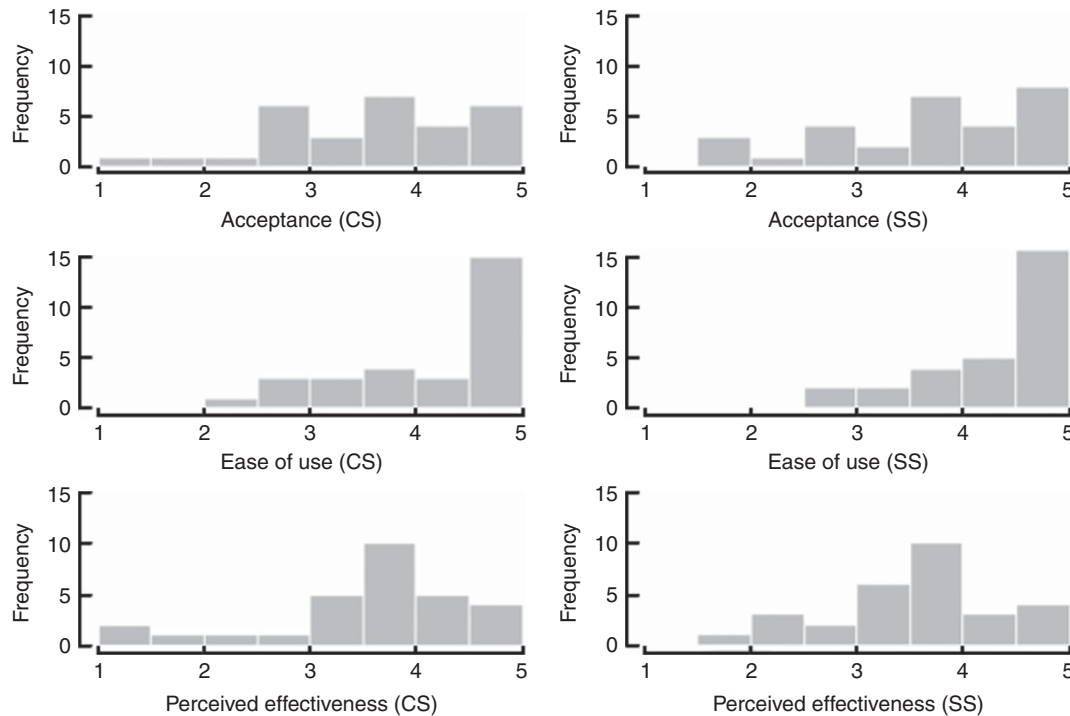 15
10
5
0
Frequency
1 2 3 4 5
Acceptance (CS)
15
10
5
0
Frequency
1 2 3 4 5
Acceptance (SS)
15
10
5
0
Frequency
1 2 3 4 5
Ease of use (CS)
15
10
5
0
Frequency
1 2 3 4 5
Ease of use (SS)
15
10
5
0
Frequency
1 2 3 4 5
Perceived effectiveness (CS)
15
10
5
0
Frequency
1 2 3 4 5
Perceived effectiveness (SS)